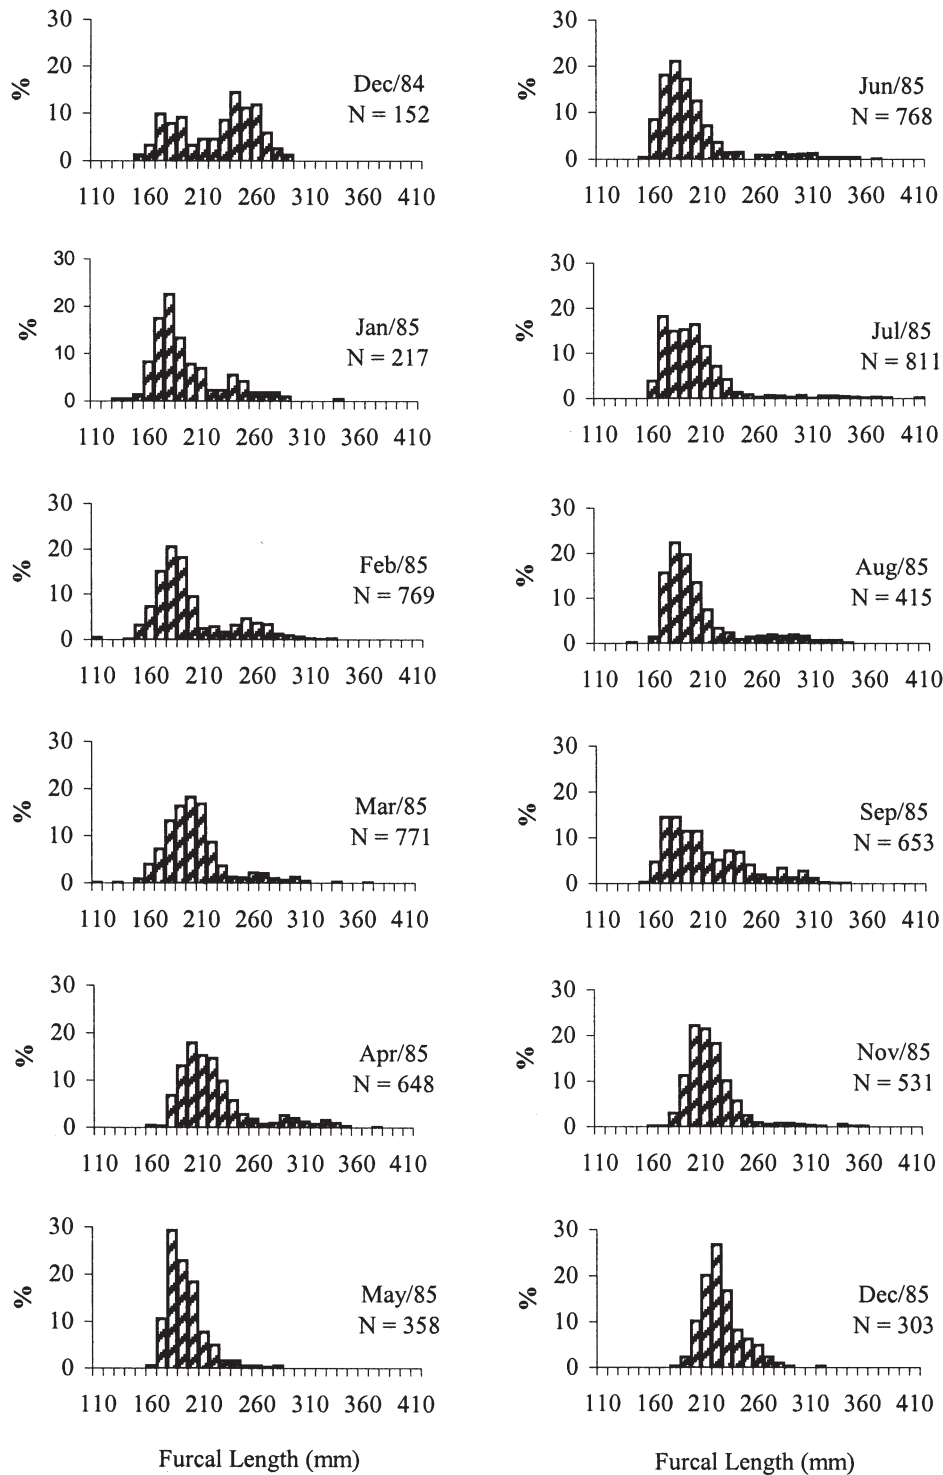 30
20
10
0
%
Dec/84
N = 152
110 160 210 260 310 360 410
30
20
10
0
%
Jan/85
N = 217
110 160 210 260 310 360 410
30
20
10
0
%
Feb/85
N = 769
110 160 210 260 310 360 410
30
20
10
0
%
Mar/85
N = 771
110 160 210 260 310 360 410
30
20
10
0
%
Apr/85
N = 648
110 160 210 260 310 360 410
30
20
10
0
%
May/85
N = 358
110 160 210 260 310 360 410
Furcal Length (mm)
30
20
10
0
%
Jun/85
N = 768
110 160 210 260 310 360 410
30
20
10
0
%
Jul/85
N = 811
110 160 210 260 310 360 410
30
20
10
0
%
Aug/85
N = 415
110 160 210 260 310 360 410
30
20
10
0
%
Sep/85
N = 653
110 160 210 260 310 360 410
30
20
10
0
%
Nov/85
N = 531
110 160 210 260 310 360 410
30
20
10
0
%
Dec/85
N = 303
110 160 210 260 310 360 410
Furcal Length (mm)